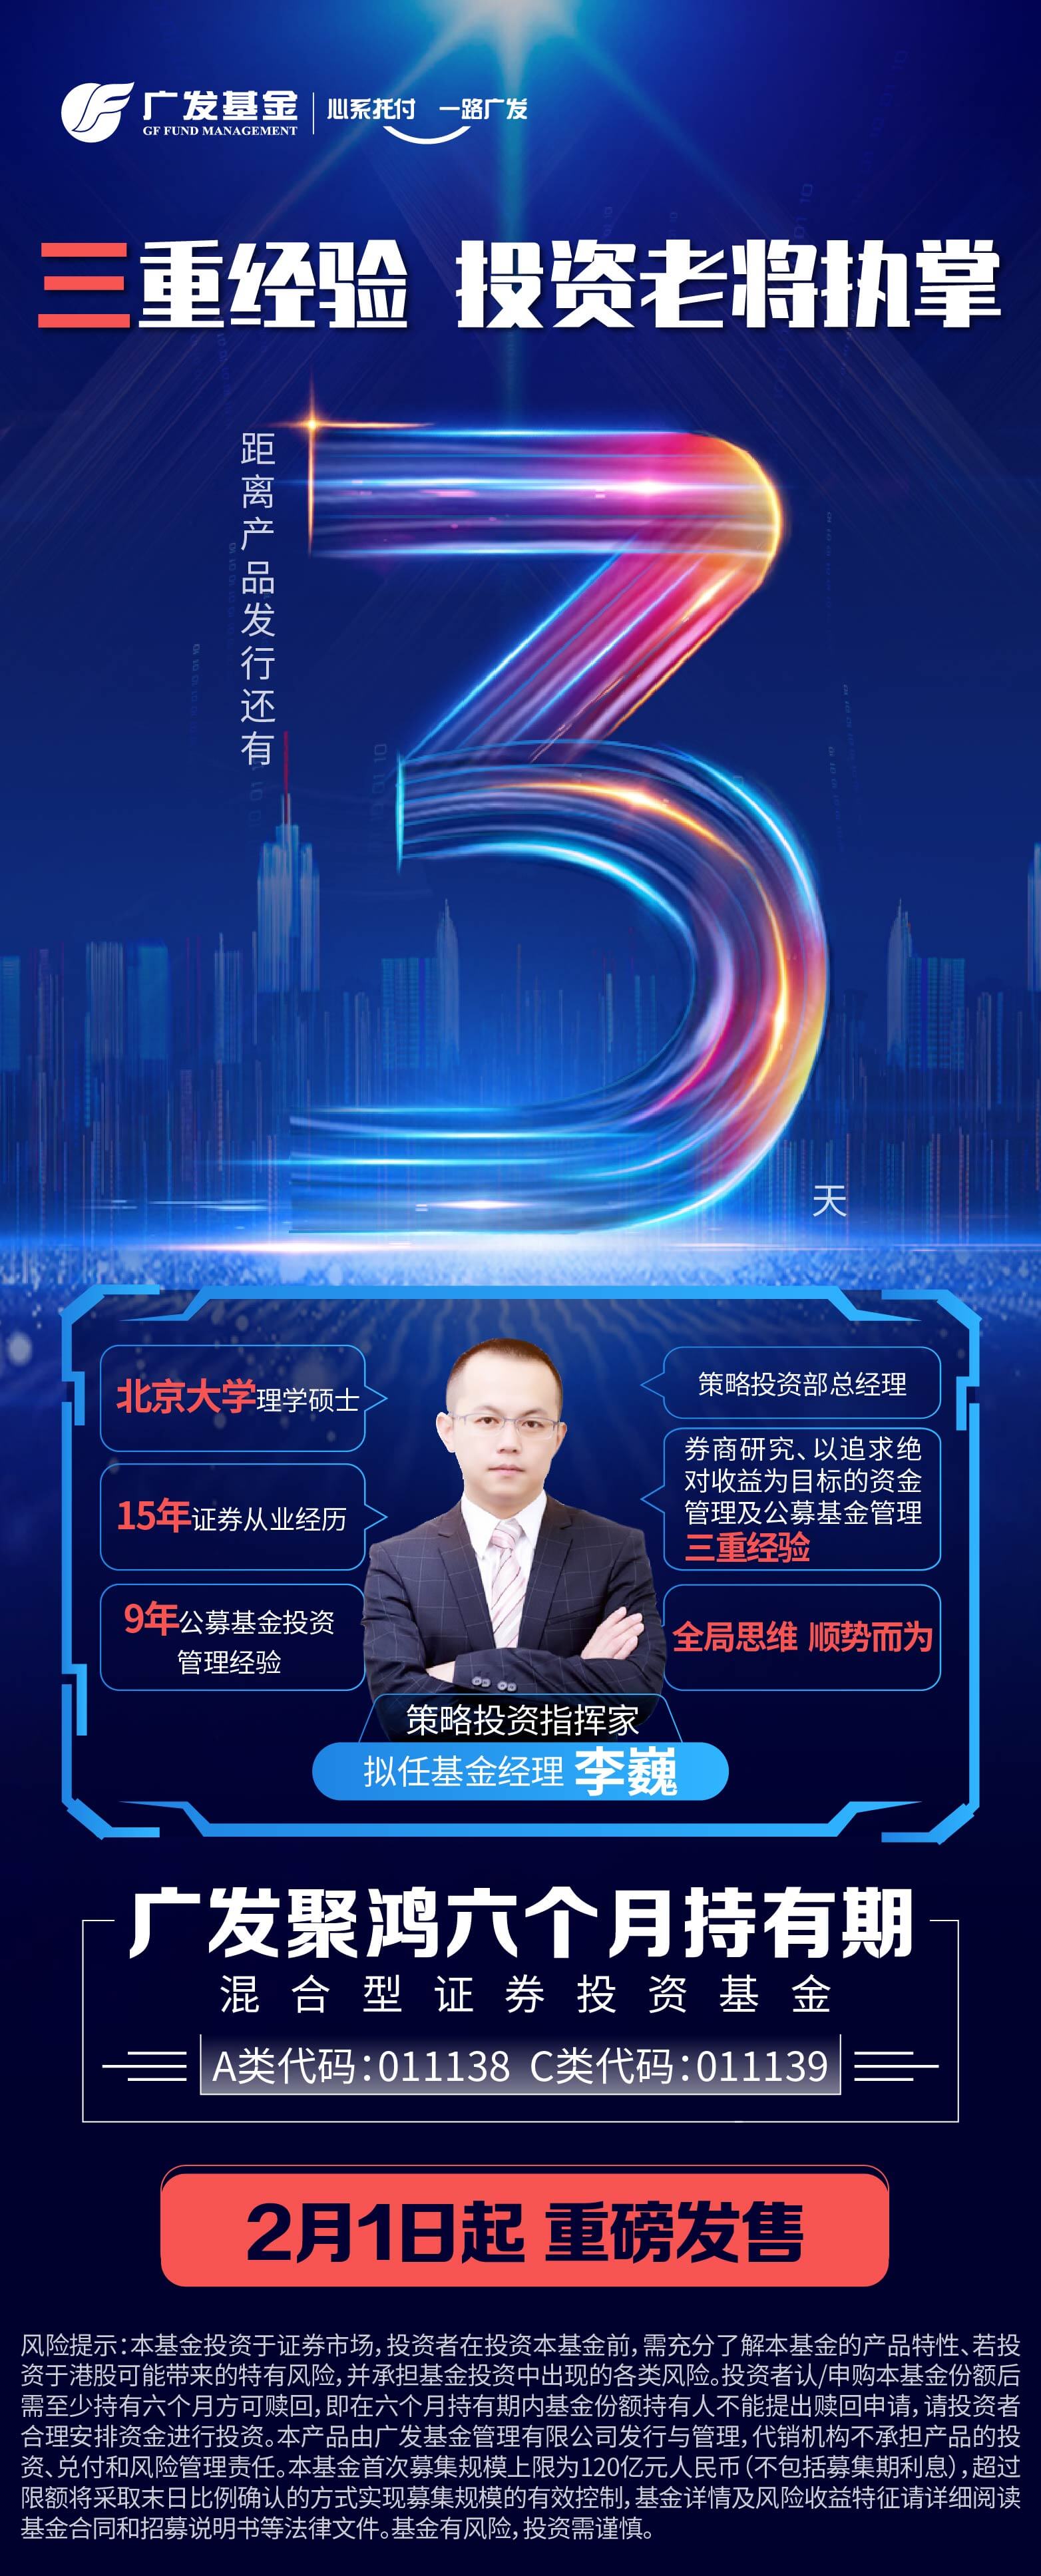 广发基金
GF FUND MANAGEMENT
心系托付 一路广发
三重经验 投资老将执掌
距离产品发行还有
3
天
北京大学理学硕士
15年证券从业经历
9年公募基金投资
管理经验
策略投资部总经理
券商研究、以追求绝
对收益为目标的资金
管理及公募基金管理
三重经验
全局思维 顺势而为
策略投资指挥家
拟任基金经理 李巍
广发聚鸿六个月持有期
混合型证券投资基金
A类代码：011138 C类代码：011139
2月1日起 重磅发售
风险提示：本基金投资于证券市场，投资者在投资本基金前，需充分了解本基金的产品特性、若投
资于港股可能带来的特有风险，并承担基金投资中出现的各类风险。投资者认/申购本基金份额后
需至少持有六个月方可赎回，即在六个月持有期内基金份额持有人不能提出赎回申请，请投资者
合理安排资金进行投资。本产品由广发基金管理有限公司发行与管理，代销机构不承担产品的投
资、兑付和风险管理责任。本基金首次募集规模上限为120亿元人民币（不包括募集期利息），超过
限额将采取末日比例确认的方式实现募集规模的有效控制，基金详情及风险收益特征请详细阅读
基金合同和招募说明书等法律文件。基金有风险，投资需谨慎。